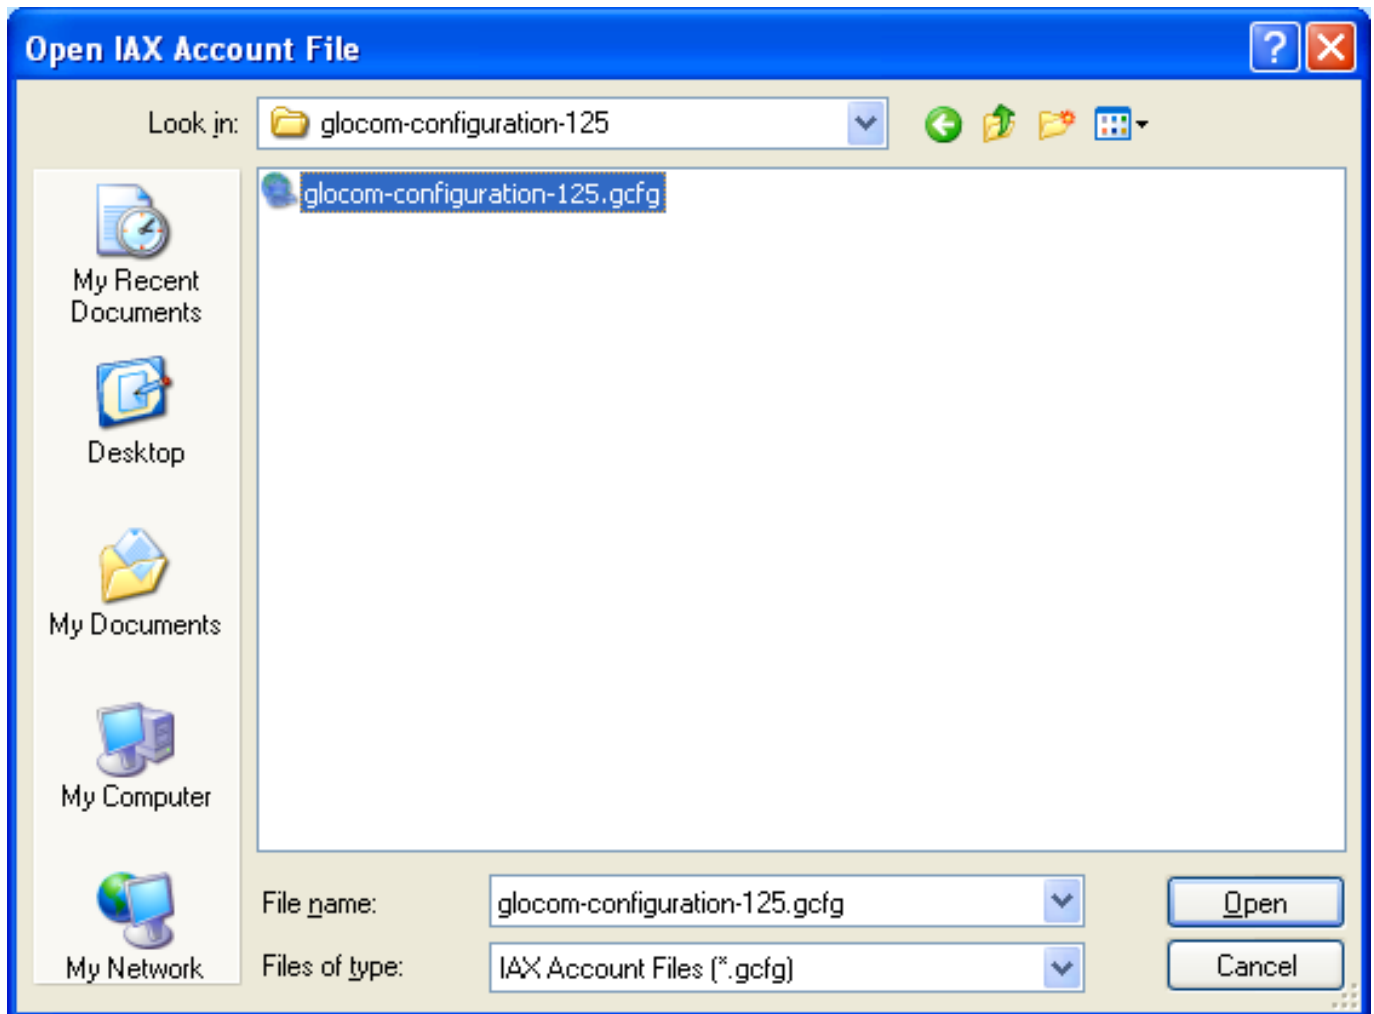 Open IAX Account File
?
Look in:
glocom-configuration-125
glocom-configuration-125.gcfg
My Recent
Documents
Desktop
My Documents
My Computer
My Network
File name:
glocom-configuration-125.gcfg
Open
Files of type:
IAX Account Files (*.gcfg)
Cancel